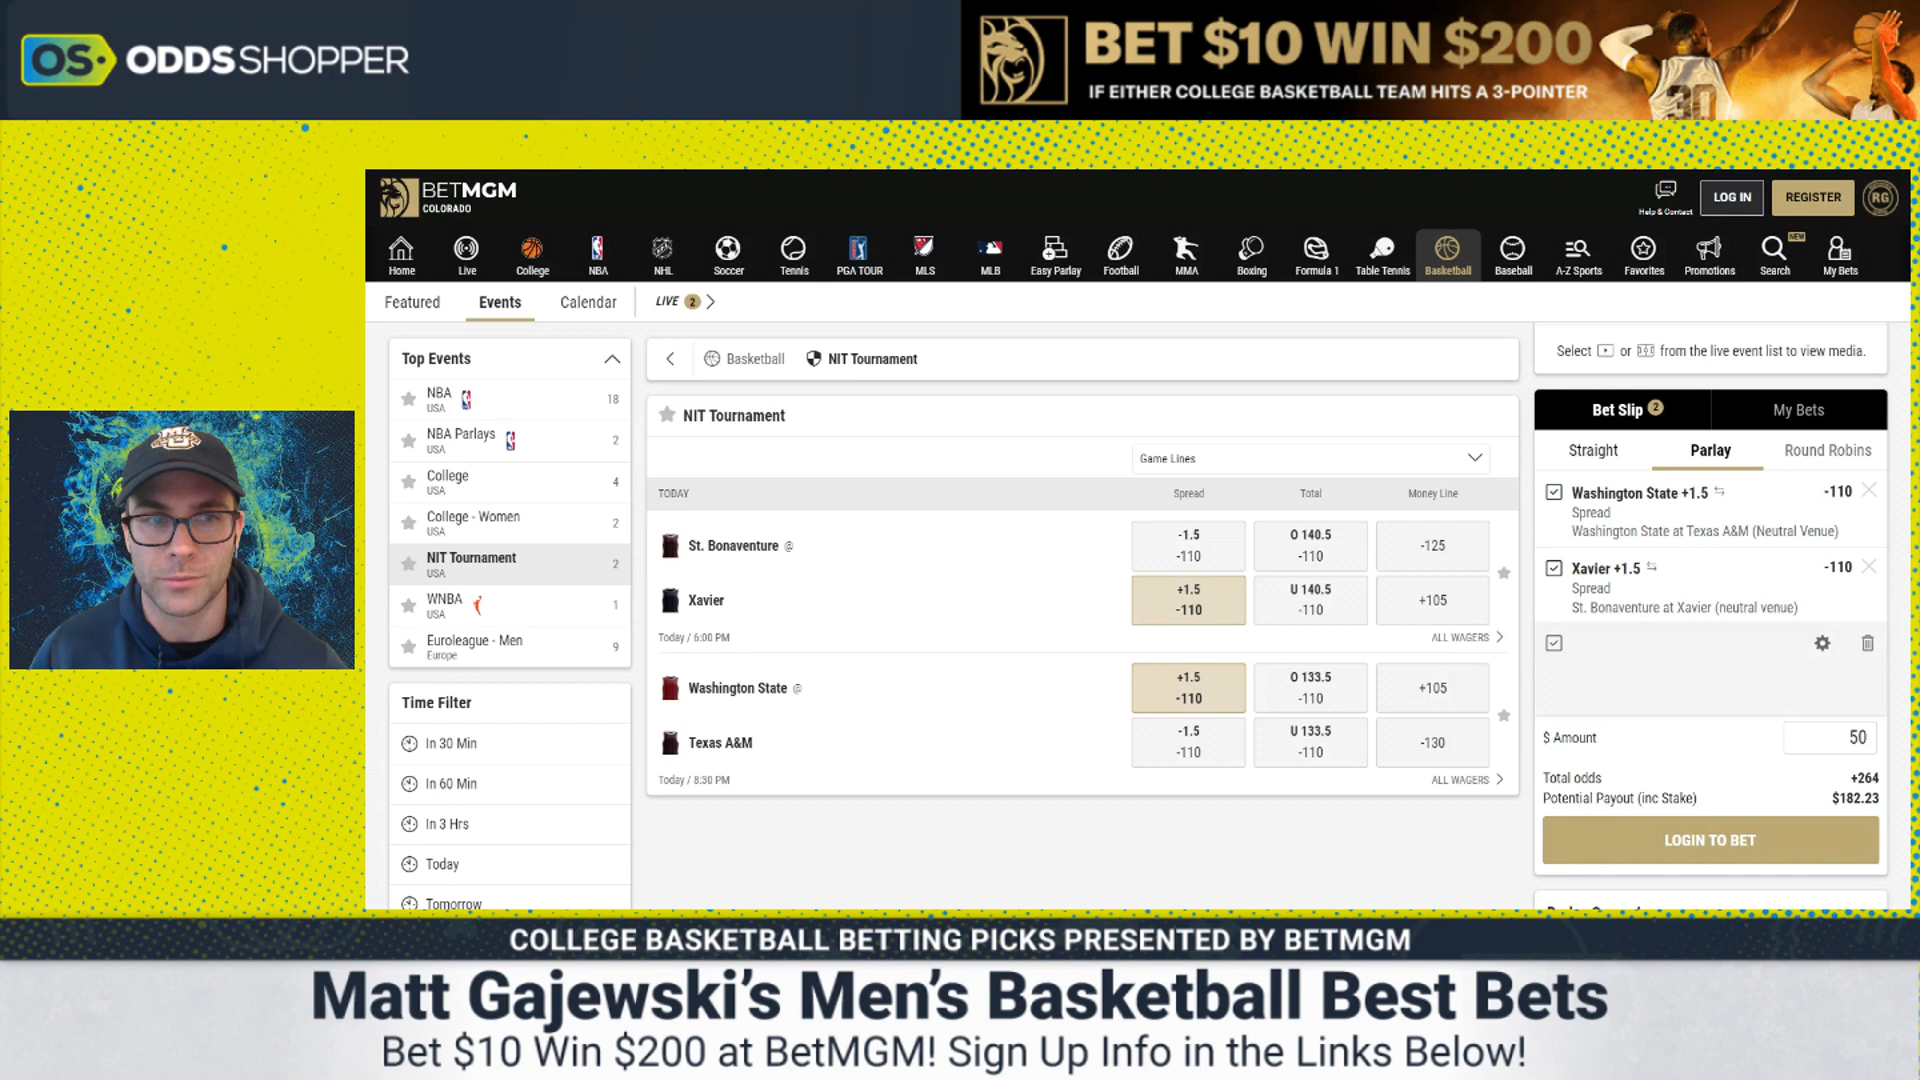 OS ODDSSHOPPER
BET $10 WIN $200
IF EITHER COLLEGE BASKETBALL TEAM HITS A 3-POINTER
30
BETMGM
COLORADO
Help & Contact
LOG IN
REGISTER
RG
Home
Live
College
NBA
NHL
Soccer
Tennis
PGA TOUR
MLS
MLB
Easy Parlay
Football
MMA
Boxing
Formula 1
Table Tennis
Basketball
Baseball
A-Z Sports
Favorites
Promotions
NEW
Search
My Bets
Featured
Events
Calendar
LIVE 2
Top Events
NBA
USA
18
NBA Parlays
USA
2
College
USA
4
College - Women
USA
2
NIT Tournament
USA
2
WNBA
USA
1
Euroleague - Men
Europe
9
Time Filter
In 30 Min
In 60 Min
In 3 Hrs
Today
Tomorrow
Basketball
NIT Tournament
NIT Tournament
Game Lines
TODAY Spread Total Money Line
St. Bonaventure @
-1.5
-110
O 140.5
-110
-125
Xavier
+1.5
-110
U 140.5
-110
+105
Today / 6:00 PM
ALL WAGERS
Washington State @
+1.5
-110
O 133.5
-110
+105
Texas A&M
-1.5
-110
U 133.5
-110
-130
Today / 8:30 PM
ALL WAGERS
Select or from the live event list to view media.
Bet Slip 2
My Bets
Straight
Parlay
Round Robins
Washington State +1.5 -110
Spread
Washington State at Texas A&M (Neutral Venue)
Xavier +1.5 -110
Spread
St. Bonaventure at Xavier (neutral venue)
$ Amount 50
Total odds +264
Potential Payout (inc Stake) $182.23
LOGIN TO BET
COLLEGE BASKETBALL BETTING PICKS PRESENTED BY BETMGM
Matt Gajewski's Men's Basketball Best Bets
Bet $10 Win $200 at BetMGM! Sign Up Info in the Links Below!